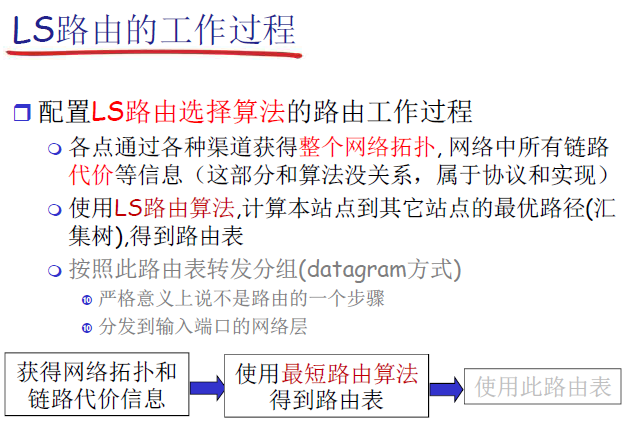 LS路由的工作过程
配置LS路由选择算法的路由工作过程
各点通过各种渠道获得整个网络拓扑, 网络中所有链路
代价等信息（这部分和算法没关系，属于协议和实现）
使用LS路由算法,计算本站点到其它站点的最优路径(汇
集树),得到路由表
按照此路由表转发分组(datagram方式)
严格意义上说不是路由的一个步骤
分发到输入端口的网络层
获得网络拓扑和
链路代价信息
使用最短路由算法
得到路由表
使用此路由表